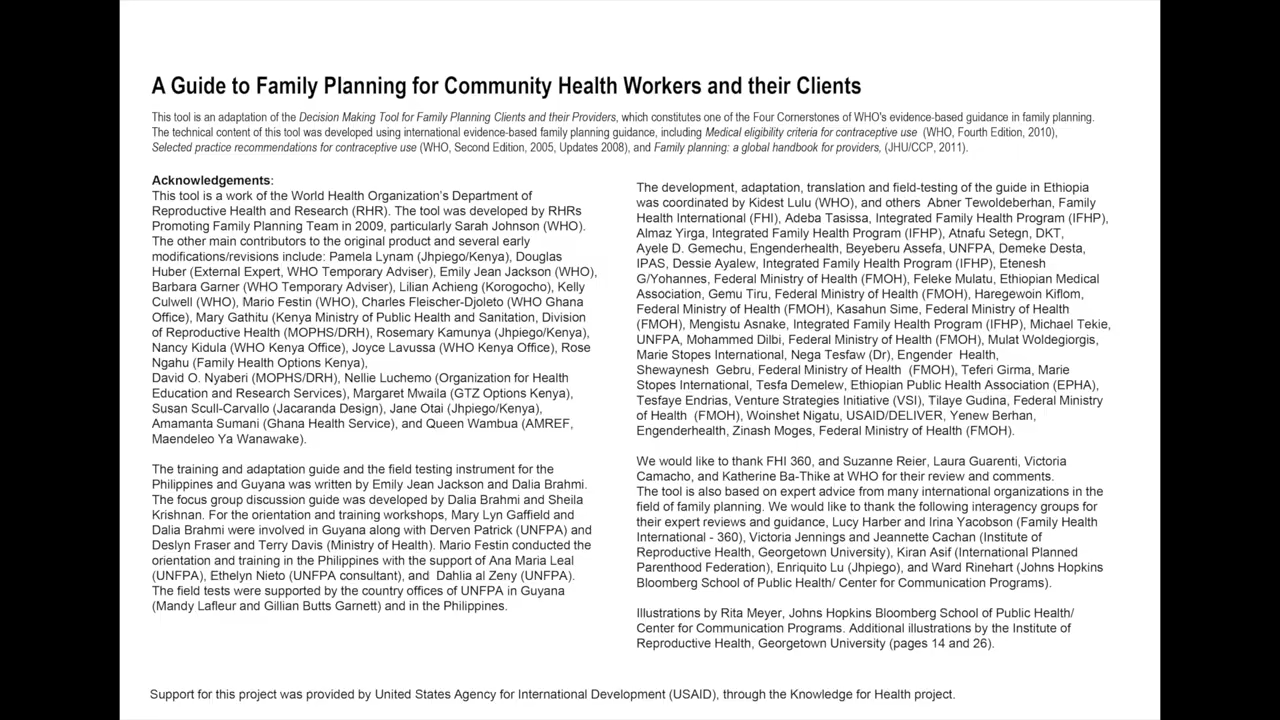 A Guide to Family Planning for Community Health Workers and their Clients
This tool is an adaptation of the Decision Making Tool for Family Planning Clients and their Providers, which constitutes one of the Four Cornerstones of WHO's evidence-based guidance in family planning.
The technical content of this tool was developed using international evidence-based family planning guidance, including Medical eligibility criteria for contraceptive use (WHO, Fourth Edition, 2010),
Selected practice recommendations for contraceptive use (WHO, Second Edition, 2005, Updates 2008), and Family planning: a global handbook for providers, (JHU/CCP, 2011).
Acknowledgements:
This tool is a work of the World Health Organization's Department of
Reproductive Health and Research (RHR). The tool was developed by RHRs
Promoting Family Planning Team in 2009, particularly Sarah Johnson (WHO).
The other main contributors to the original product and several early
modifications/revisions include: Pamela Lynam (Jhpiego/Kenya), Douglas
Huber (External Expert, WHO Temporary Adviser), Emily Jean Jackson (WHO),
Barbara Garner (WHO Temporary Adviser), Lilian Achieng (Korogocho), Kelly
Culwell (WHO), Mario Festin (WHO), Charles Fleischer-Djoleto (WHO Ghana
Office), Mary Gathitu (Kenya Ministry of Public Health and Sanitation, Division
of Reproductive Health (MOPHS/DRH), Rosemary Kamunya (Jhpiego/Kenya),
Nancy Kidula (WHO Kenya Office), Joyce Lavussa (WHO Kenya Office), Rose
Ngahu (Family Health Options Kenya),
David O. Nyaberi (MOPHS/DRH), Nellie Luchemo (Organization for Health
Education and Research Services), Margaret Mwaila (GTZ Options Kenya),
Susan Scull-Carvallo (Jacaranda Design), Jane Otai (Jhpiego/Kenya),
Amamanta Sumani (Ghana Health Service), and Queen Wambua (AMREF,
Maendeleo Ya Wanawake).
The training and adaptation guide and the field testing instrument for the
Philippines and Guyana was written by Emily Jean Jackson and Dalia Brahmi.
The focus group discussion guide was developed by Dalia Brahmi and Sheila
Krishnan. For the orientation and training workshops, Mary Lyn Gaffield and
Dalia Brahmi were involved in Guyana along with Derven Patrick (UNFPA) and
Deslyn Fraser and Terry Davis (Ministry of Health). Mario Festin conducted the
orientation and training in the Philippines with the support of Ana Maria Leal
(UNFPA), Ethelyn Nieto (UNFPA consultant), and Dahlia al Zeny (UNFPA).
The field tests were supported by the country offices of UNFPA in Guyana
(Mandy Lafleur and Gillian Butts Garnett) and in the Philippines.
The development, adaptation, translation and field-testing of the guide in Ethiopia
was coordinated by Kidest Lulu (WHO), and others Abner Tewoldeberhan, Family
Health International (FHI), Adeba Tasissa, Integrated Family Health Program (IFHP),
Almaz Yirga, Integrated Family Health Program (IFHP), Atnafu Setegn, DKT,
Ayele D. Gemechu, Engenderhealth, Beyeberu Assefa, UNFPA, Demeke Desta,
IPAS, Dessie Ayalew, Integrated Family Health Program (IFHP), Etenesh
G/Yohannes, Federal Ministry of Health (FMOH), Feleke Mulatu, Ethiopian Medical
Association, Gemu Tiru, Federal Ministry of Health (FMOH), Haregewoin Kiflom,
Federal Ministry of Health (FMOH), Kasahun Sime, Federal Ministry of Health
(FMOH), Mengistu Asnake, Integrated Family Health Program (IFHP), Michael Tekie,
UNFPA, Mohammed Dilbi, Federal Ministry of Health (FMOH), Mulat Woldegiorgis,
Marie Stopes International, Nega Tesfaw (Dr), Engender Health,
Shewaynesh Gebru, Federal Ministry of Health (FMOH), Teferi Girma, Marie
Stopes International, Tesfa Demelew, Ethiopian Public Health Association (EPHA),
Tesfaye Endrias, Venture Strategies Initiative (VSI), Tilaye Gudina, Federal Ministry
of Health (FMOH), Woinshet Nigatu, USAID/DELIVER, Yenew Berhan,
Engenderhealth, Zinash Moges, Federal Ministry of Health (FMOH).
We would like to thank FHI 360, and Suzanne Reier, Laura Guarenti, Victoria
Camacho, and Katherine Ba-Thike at WHO for their review and comments.
The tool is also based on expert advice from many international organizations in the
field of family planning. We would like to thank the following interagency groups for
their expert reviews and guidance, Lucy Harber and Irina Yacobson (Family Health
International - 360), Victoria Jennings and Jeannette Cachan (Institute of
Reproductive Health, Georgetown University), Kiran Asif (International Planned
Parenthood Federation), Enriquito Lu (Jhpiego), and Ward Rinehart (Johns Hopkins
Bloomberg School of Public Health/ Center for Communication Programs).
Illustrations by Rita Meyer, Johns Hopkins Bloomberg School of Public Health/
Center for Communication Programs. Additional illustrations by the Institute of
Reproductive Health, Georgetown University (pages 14 and 26).
Support for this project was provided by United States Agency for International Development (USAID), through the Knowledge for Health project.